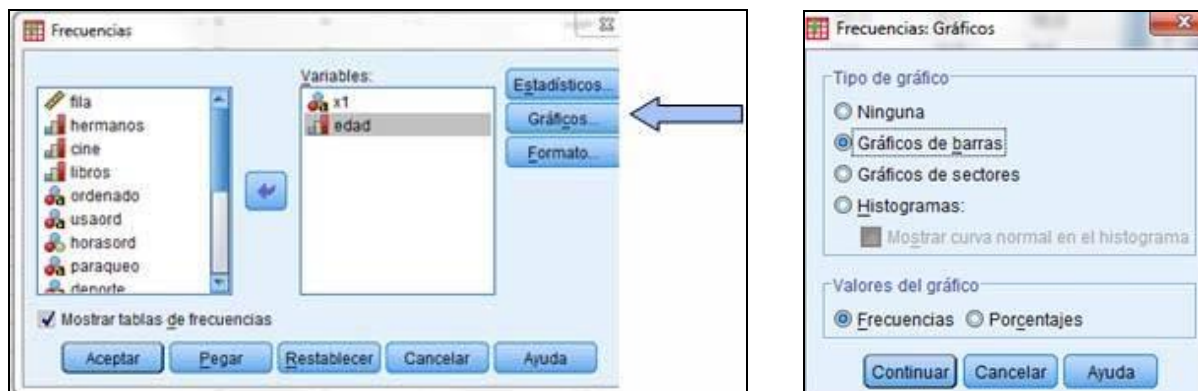 Frecuencias
fila
hermanos
cine
libros
ordenado
usaord
horasord
paraqueo
deporte
Variables:
x1
edad
Estadísticos...
Gráficos...
Formato...
Mostrar tablas de frecuencias
Aceptar Pegar Restablecer Cancelar Ayuda
Frecuencias: Gráficos
Tipo de gráfico
Ninguna
Gráficos de barras
Gráficos de sectores
Histogramas:
Mostrar curva normal en el histograma
Valores del gráfico
Frecuencias Porcentajes
Continuar Cancelar Ayuda